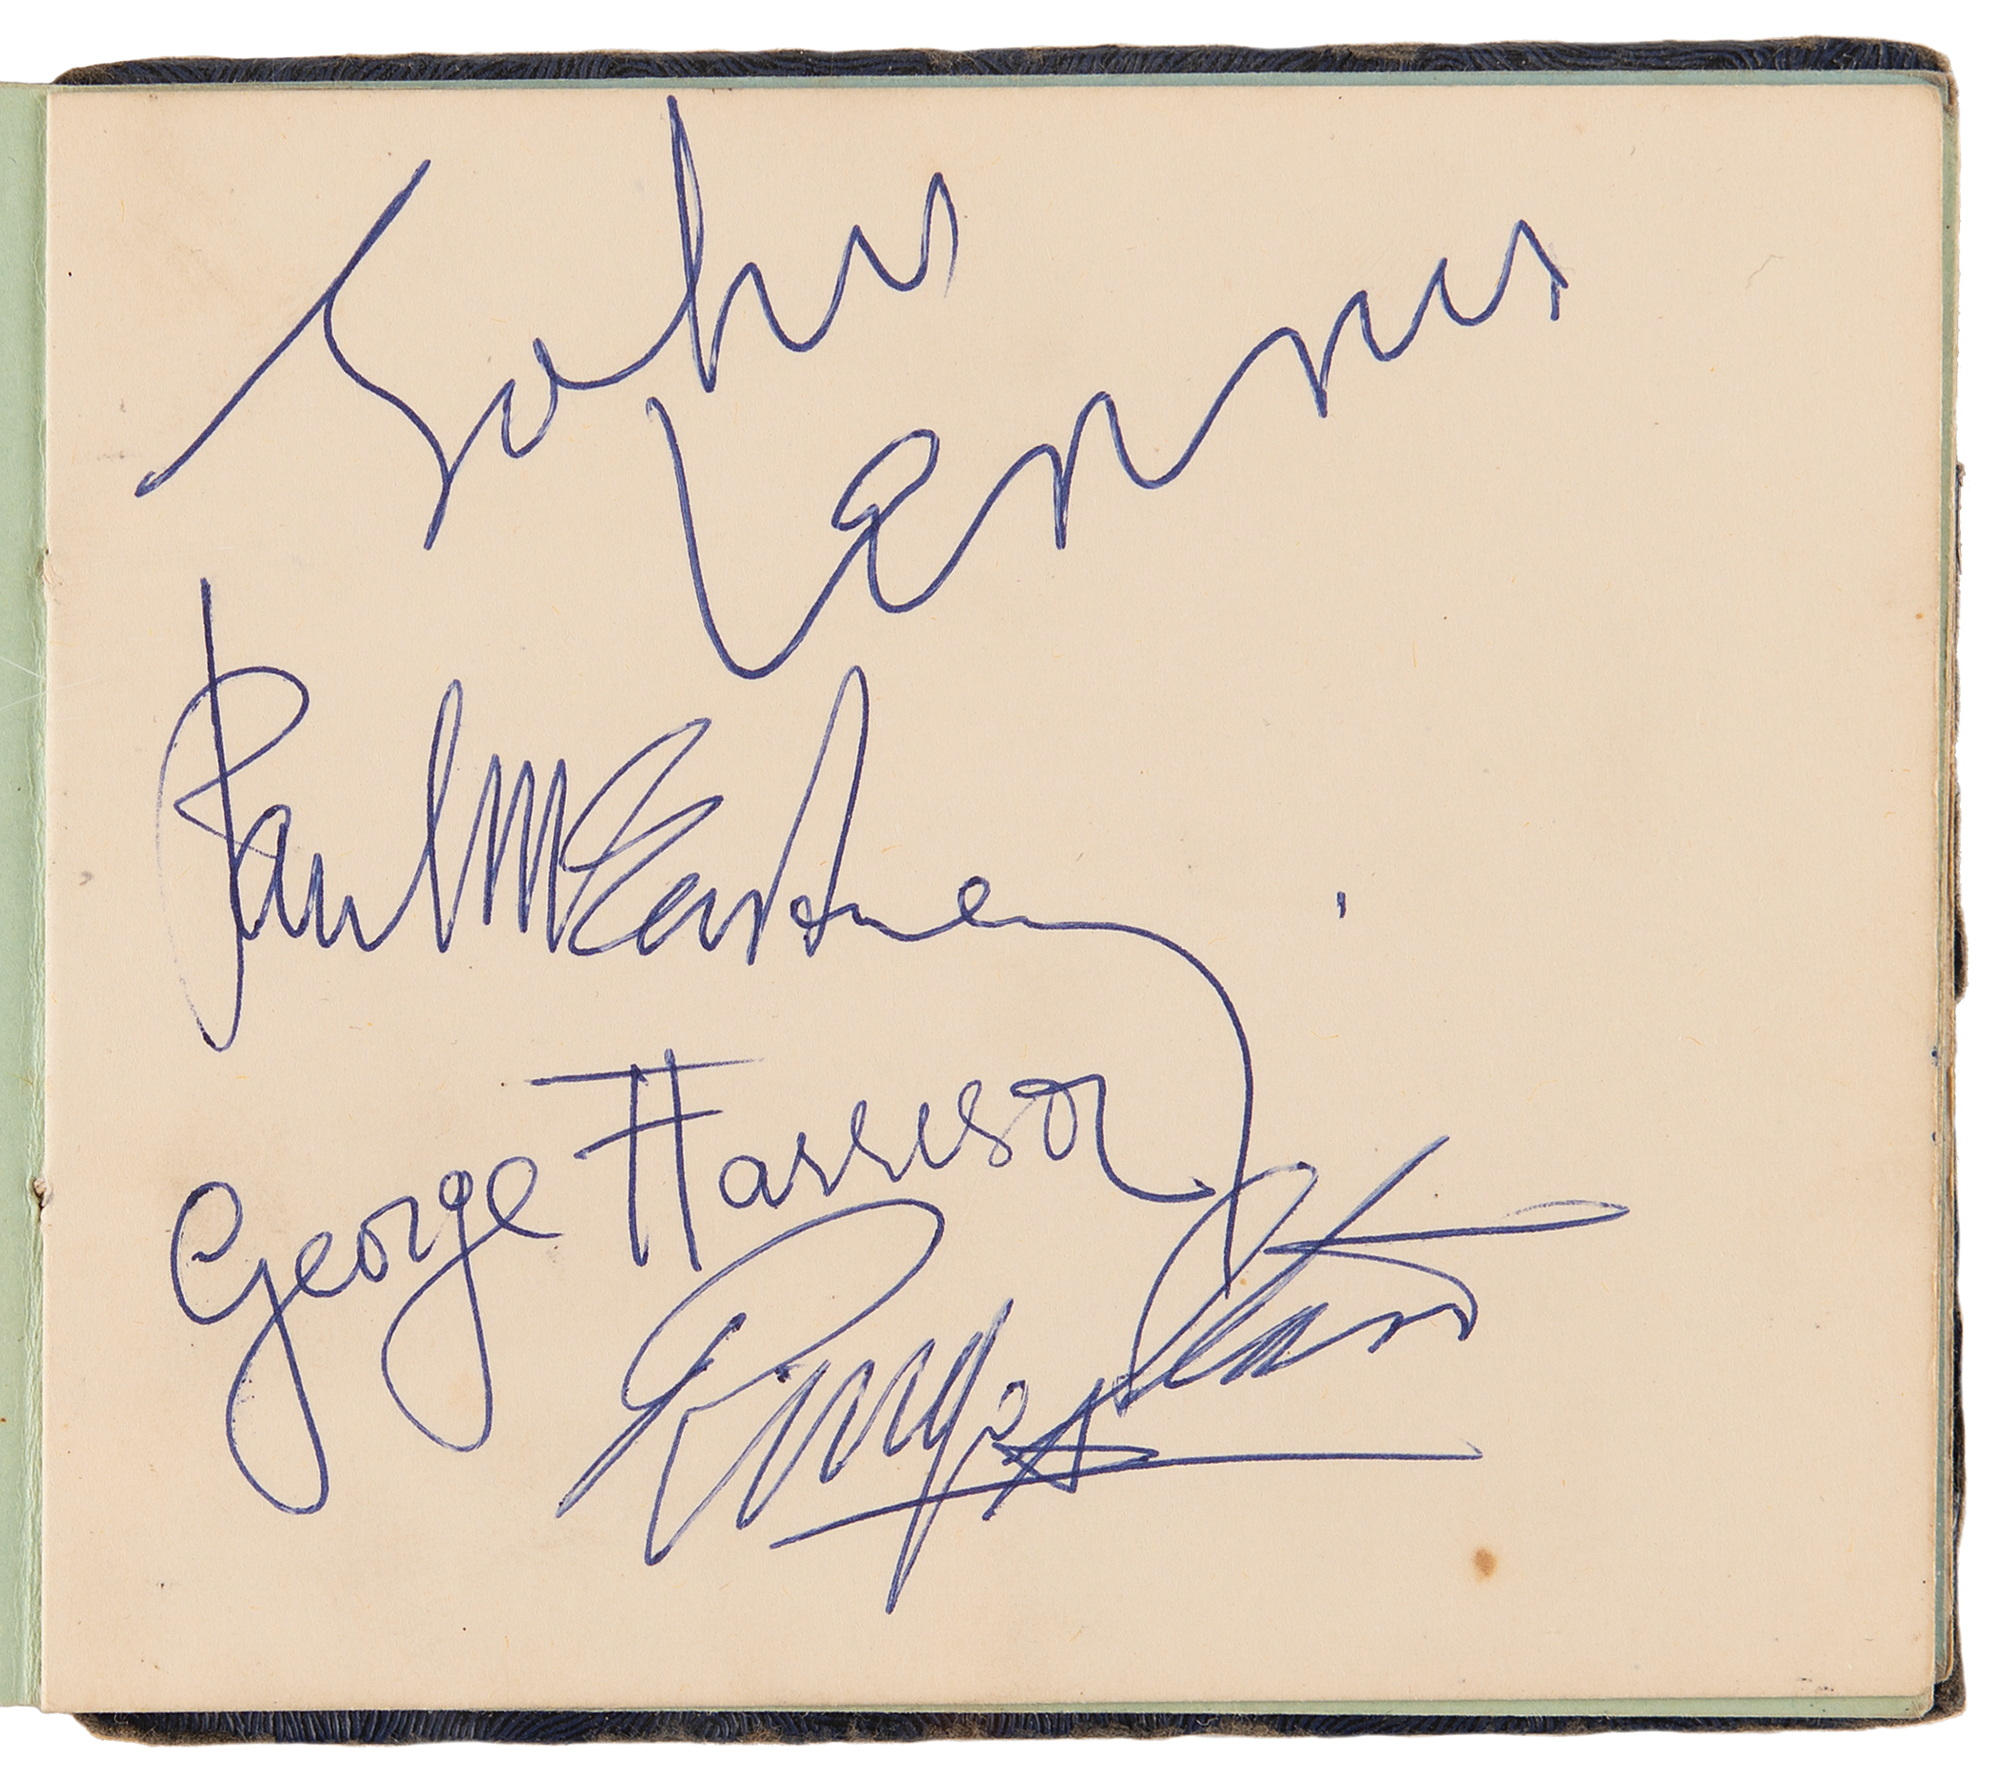 John
Lennon
Paul McCartney
George Harrison
Ringo Starr